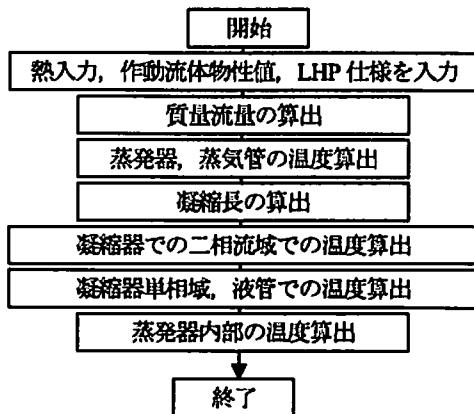 開始
熱入力，作動流体物性値，LHP 仕様を入力
質量流量の算出
蒸発器，蒸気管の温度算出
凝縮長の算出
凝縮器での二相流域での温度算出
凝縮器単相域，液管での温度算出
蒸発器内部の温度算出
終了